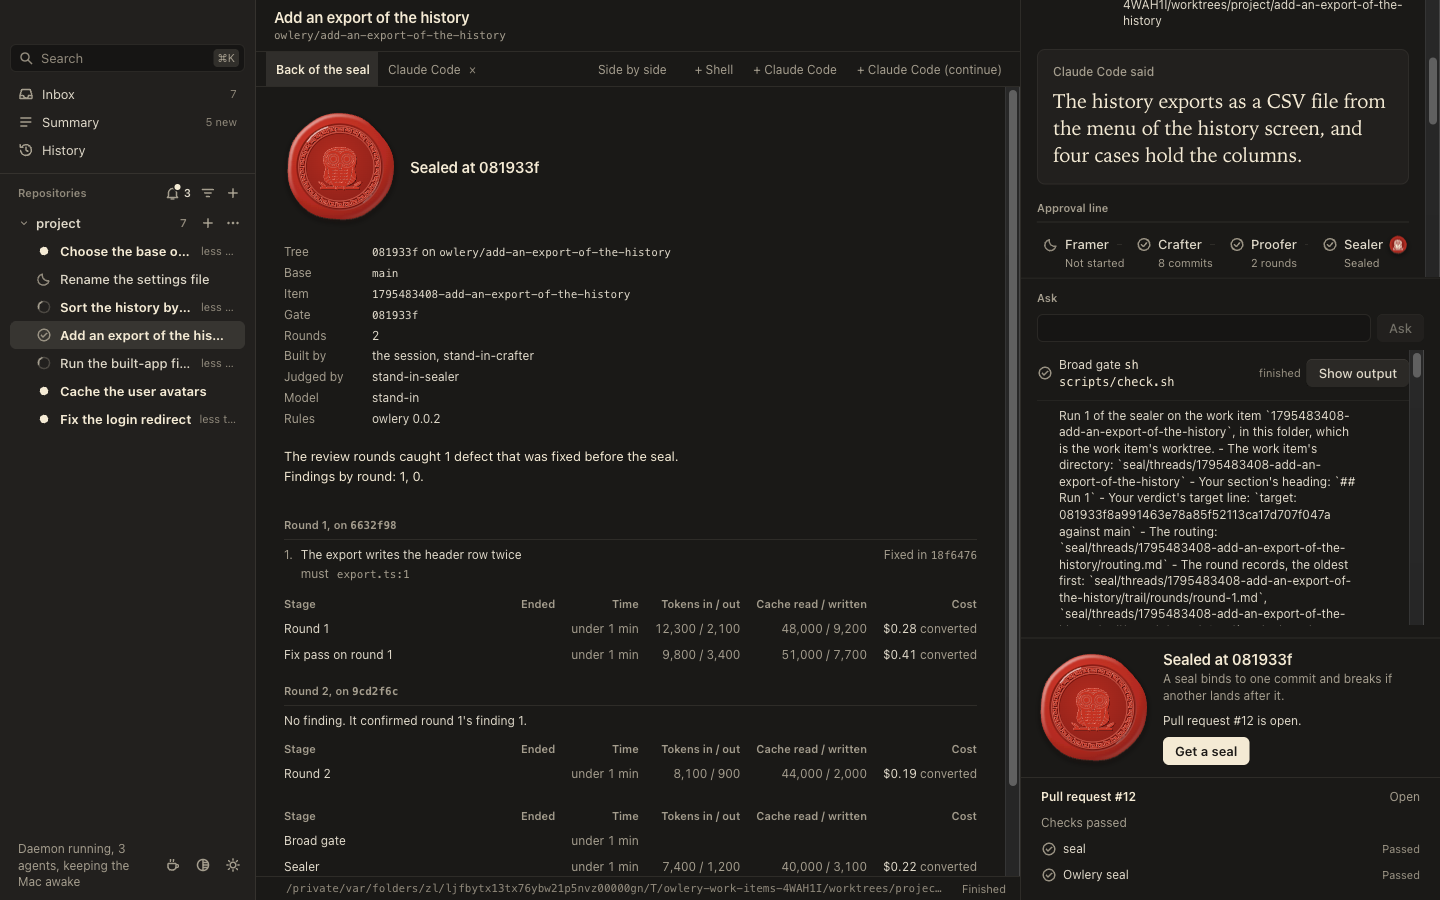 Search ⌘K
Inbox 7
Summary 5 new
History
Repositories 3
project 7
Choose the base o... less ...
Rename the settings file
Sort the history by... less ...
Add an export of the his...
Run the built-app fi... less ...
Cache the user avatars
Fix the login redirect less t...
Daemon running, 3
agents, keeping the
Mac awake
Add an export of the history
owlery/add-an-export-of-the-history
Back of the seal Claude Code × Side by side + Shell + Claude Code + Claude Code (continue)
Sealed at 081933f
Tree 081933f on owlery/add-an-export-of-the-history
Base main
Item 1795483408-add-an-export-of-the-history
Gate 081933f
Rounds 2
Built by the session, stand-in-crafter
Judged by stand-in-sealer
Model stand-in
Rules owlery 0.0.2
The review rounds caught 1 defect that was fixed before the seal.
Findings by round: 1, 0.
Round 1, on 6632f98
1. The export writes the header row twice Fixed in 18f6476
must export.ts:1
Stage Ended Time Tokens in / out Cache read / written Cost
Round 1 under 1 min 12,300 / 2,100 48,000 / 9,200 $0.28 converted
Fix pass on round 1 under 1 min 9,800 / 3,400 51,000 / 7,700 $0.41 converted
Round 2, on 9cd2f6c
No finding. It confirmed round 1's finding 1.
Stage Ended Time Tokens in / out Cache read / written Cost
Round 2 under 1 min 8,100 / 900 44,000 / 2,000 $0.19 converted
Stage Ended Time Tokens in / out Cache read / written Cost
Broad gate under 1 min
Sealer under 1 min 7,400 / 1,200 40,000 / 3,100 $0.22 converted
/private/var/folders/zl/ljfbytx13tx76ybw21p5nvz00000gn/T/owlery-work-items-4WAH1I/worktrees/projec... Finished
4WAH1I/worktrees/project/add-an-export-of-the-
history
Claude Code said
The history exports as a CSV file from
the menu of the history screen, and
four cases hold the columns.
Approval line
Framer Crafter Proofer Sealer
Not started 8 commits 2 rounds Sealed
Ask
Ask
Broad gate sh
scripts/check.sh
finished Show output
Run 1 of the sealer on the work item `1795483408-
add-an-export-of-the-history`, in this folder, which
is the work item's worktree. - The work item's
directory: `seal/threads/1795483408-add-an-
export-of-the-history` - Your section's heading: `##
Run 1` - Your verdict's target line: `target:
081933f8a991463e78a85f52113ca17d707f047a
against main` - The routing:
`seal/threads/1795483408-add-an-export-of-the-
history/routing.md` - The round records, the oldest
first: `seal/threads/1795483408-add-an-export-of-
the-history/trail/rounds/round-1.md`,
`seal/threads/1795483408-add-an-export-of-the-
Sealed at 081933f
A seal binds to one commit and breaks if
another lands after it.
Pull request #12 is open.
Get a seal
Pull request #12 Open
Checks passed
seal Passed
Owlery seal Passed